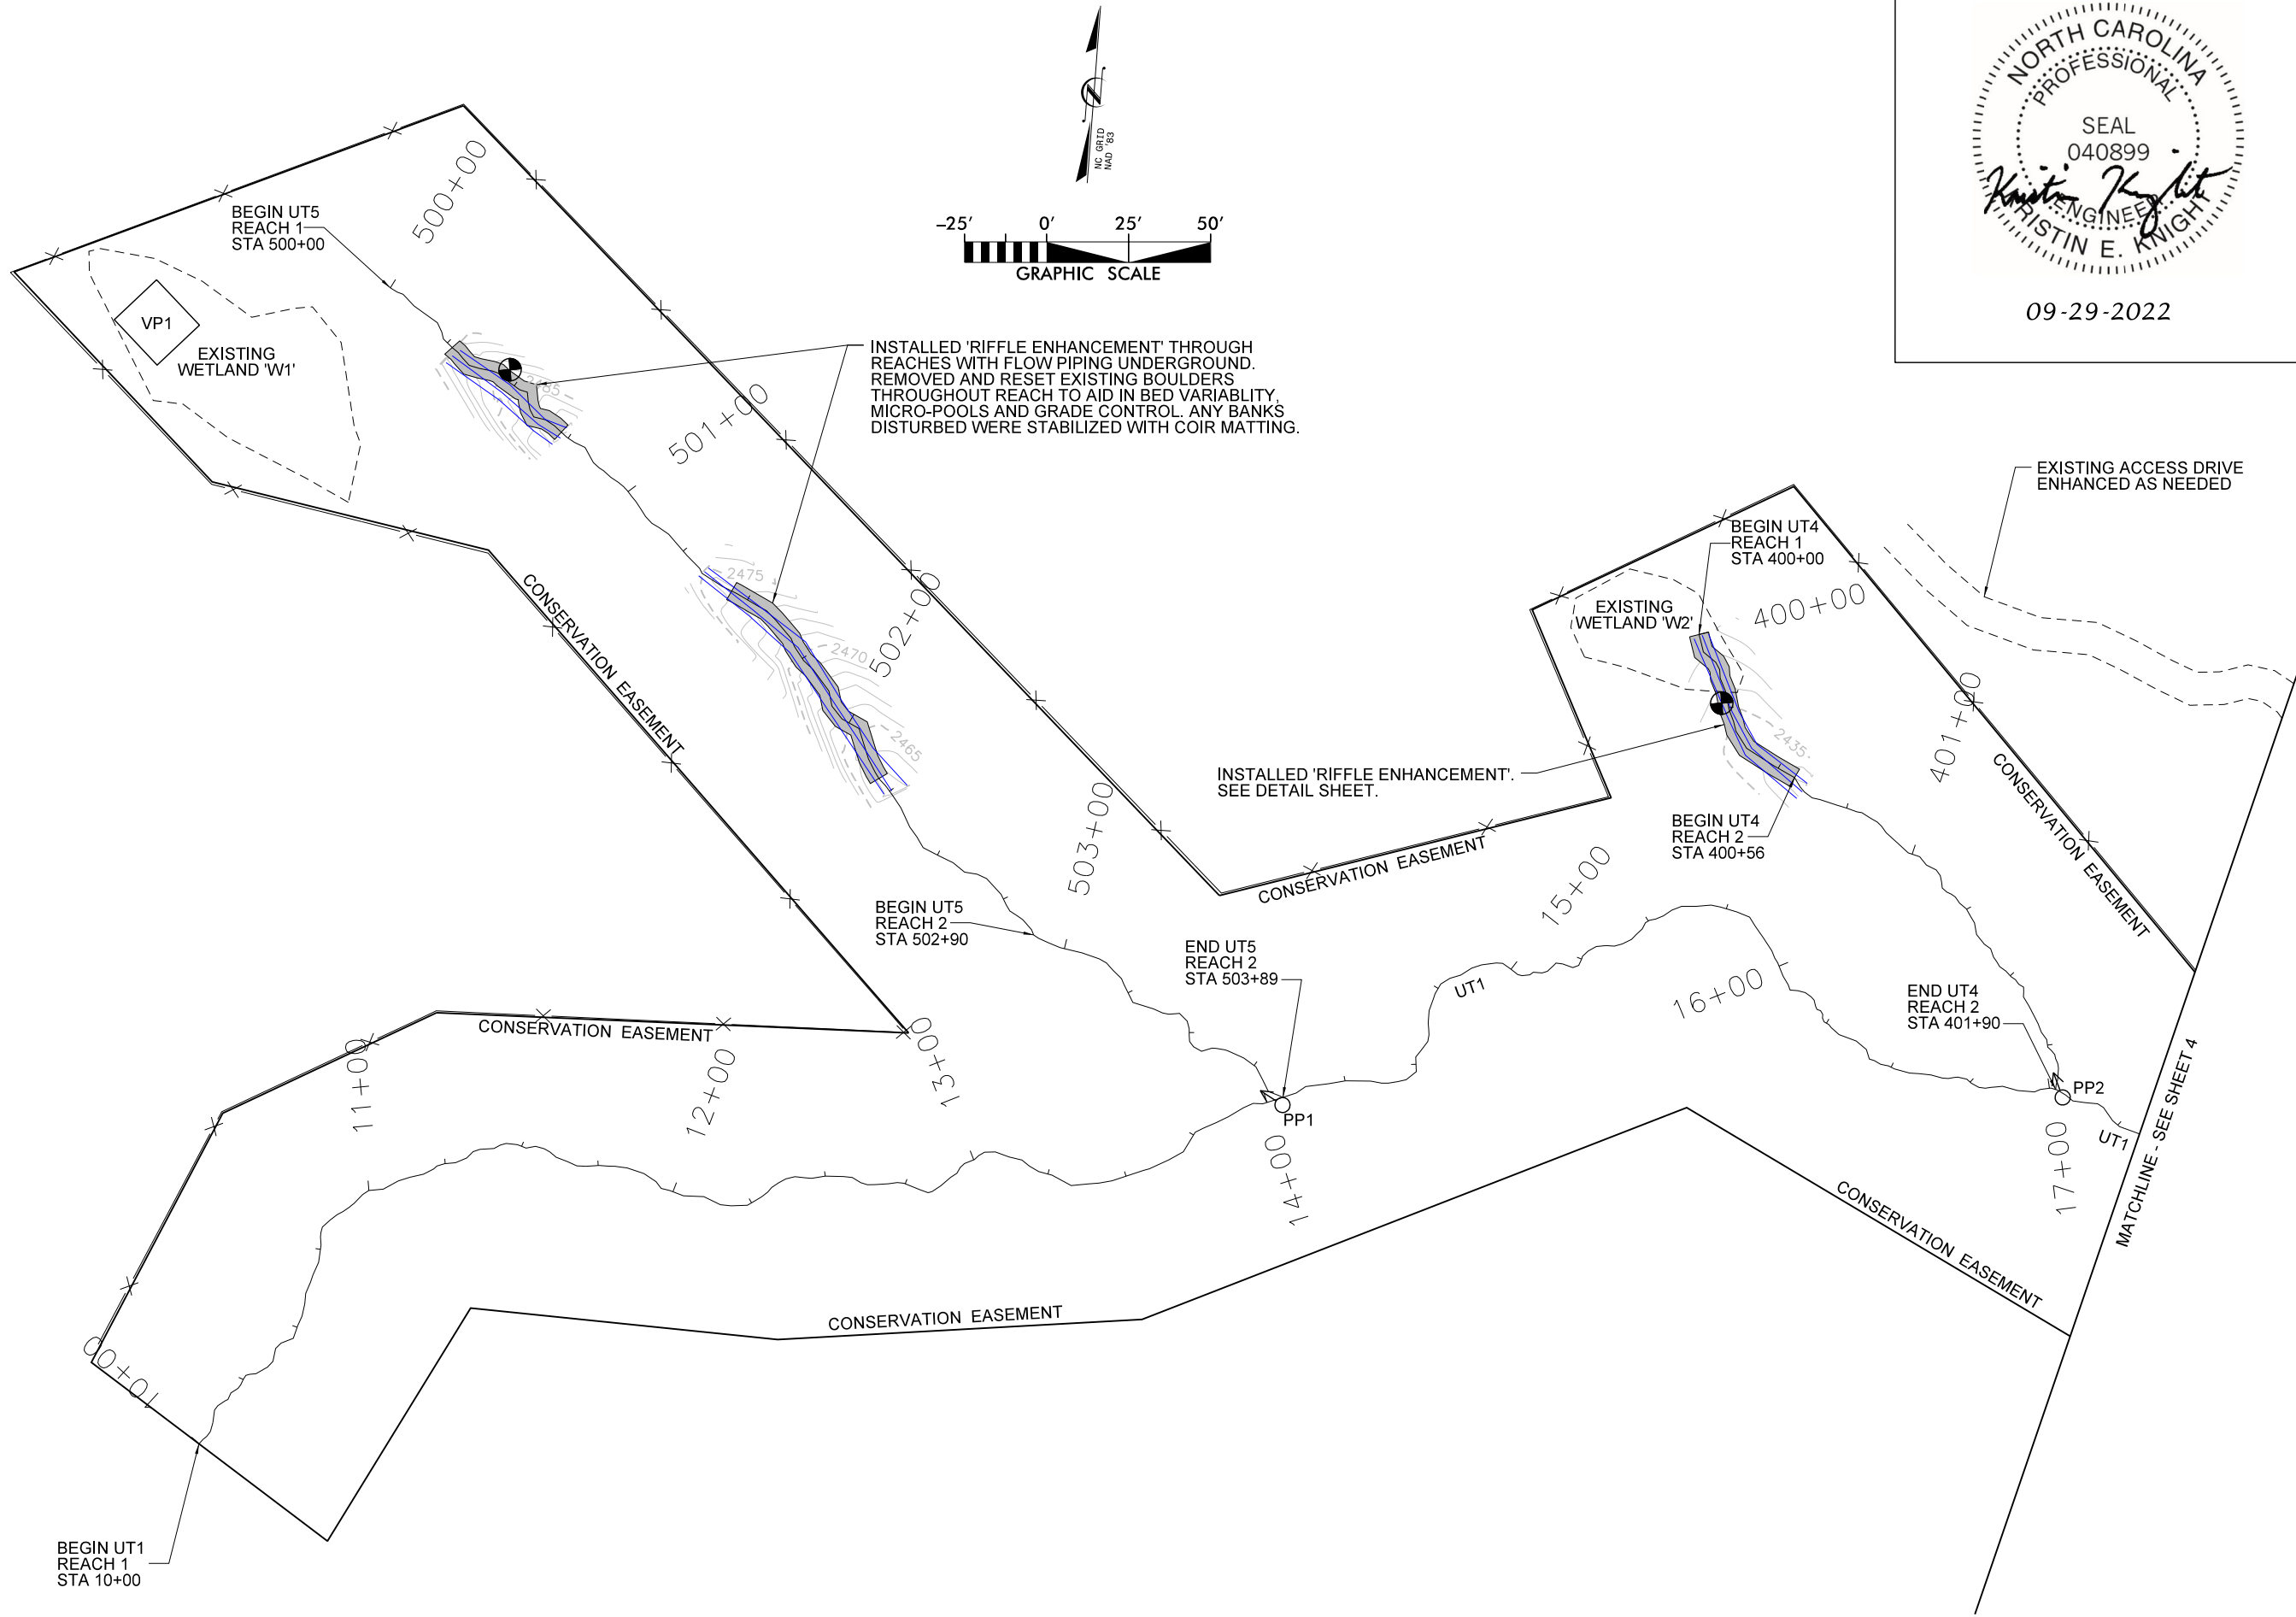 NORTH CAROLINA
PROFESSIONAL
SEAL
040899
ENGINEER
KRISTIN E. KNIGHT
Kristin Knight
09-29-2022
NC GRID
NAD '83
-25' 0' 25' 50'
GRAPHIC SCALE
500+00
BEGIN UT5
REACH 1
STA 500+00
VP1
EXISTING
WETLAND 'W1'
2485
INSTALLED 'RIFFLE ENHANCEMENT' THROUGH
REACHES WITH FLOW PIPING UNDERGROUND.
REMOVED AND RESET EXISTING BOULDERS
THROUGHOUT REACH TO AID IN BED VARIABLITY,
MICRO-POOLS AND GRADE CONTROL. ANY BANKS
DISTURBED WERE STABILIZED WITH COIR MATTING.
501+00
EXISTING ACCESS DRIVE
ENHANCED AS NEEDED
BEGIN UT4
REACH 1
STA 400+00
2475
CONSERVATION EASEMENT
502+00
2470
2465
EXISTING
WETLAND 'W2'
400+00
401+00
2435
INSTALLED 'RIFFLE ENHANCEMENT'.
SEE DETAIL SHEET.
CONSERVATION EASEMENT
BEGIN UT4
REACH 2
STA 400+56
503+00
CONSERVATION EASEMENT
15+00
BEGIN UT5
REACH 2
STA 502+90
END UT5
REACH 2
STA 503+89
UT1
16+00
END UT4
REACH 2
STA 401+90
CONSERVATION EASEMENT
11+00
12+00
13+00
PP1
PP2
14+00
17+00
UT1
MATCHLINE - SEE SHEET 4
CONSERVATION EASEMENT
CONSERVATION EASEMENT
10+00
BEGIN UT1
REACH 1
STA 10+00